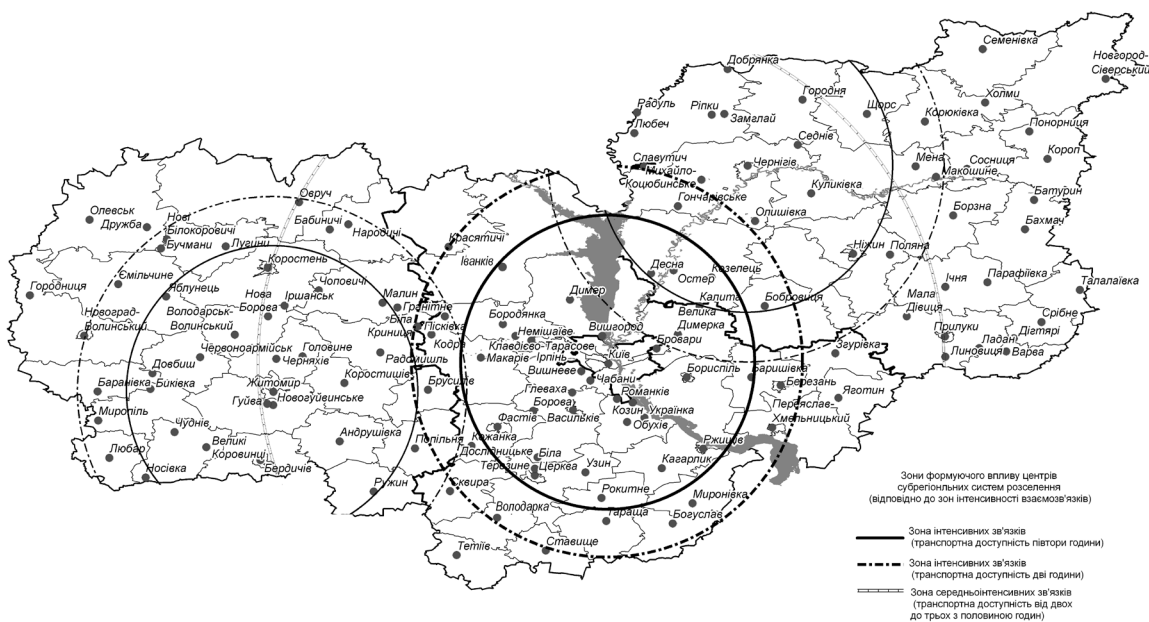 Семенівка
Новгород-
Сіверський
Добрянка
Городня
Холми
Радуль
Ріпки
Замглай
Щорс
Корюківка
Понорниця
Любеч
Седнів
Короп
Славутич
Михайло-
Коцюбинське
Чернігів
Мена
Макошине
Сосниця
Куликівка
Батурин
Гончарівське
Борзна
Бахмач
Олишівка
Овруч
Олевськ
Дружба
Нові
Білокоровичі
Бабиничі
Народичі
Бучмани
Лугини
Красятичі
Іванків
Ніжин
Поляна
Коростень
Десна
Остер
Козелець
Ємільчине
Яблунець
Чоповичі
Ічня
Парафіївка
Талалаївка
Городниця
Нова
Борова
Іршанськ
Малин
Димер
Капита
Бобровиця
Мала
Дівиця
Гранітне
Срібне
Новоград-
Волинський
Володарськ-
Волинський
Біла
Криниця
Пісківка
Бородянка
Вишгород
Велика
Димерка
Дігтярі
Немішаїве
Прилуки
Ладан
Кодра
Клавдієво-Тарасове
Бровари
Згурівка
Линовиця
Варва
Червоноармійськ
Головине
Черняхів
Радомишль
Макарів
Ірпінь
Київ
Довбиш
Вишневе
Бориспіль
Баришівка
Березань
Баранівка
Биківка
Житомир
Коростишів
Брусилів
Чабани
Яготин
Гуйва
Новогуйвинське
Глеваха
Романків
Переяслав-
Хмельницький
Миропіль
Борова
Козин
Українка
Чуднів
Фастів
Васильків
Обухів
Андрушівка
Великі
Коровинці
Попільня
Кожанка
Ржищів
Любар
Дослідницьке
Біла
Церква
Кагарлик
Терезине
Узин
Носівка
Бердичів
Ружин
Сквира
Рокитне
Миронівка
Володарка
Тараща
Богуслав
Тетіїв
Ставище
Зони формуючого впливу центрів
субрегіонльних систем розселення
(відповідно до зон інтенсивності взаємозв'язків)
Зона інтенсивних зв'язків
(транспортна доступність півтори години)
Зона інтенсивних зв'язків
(транспортна доступність дві години)
Зона середньоінтенсивних зв'язків
(транспортна доступність від двох
до трьох з половиною годин)